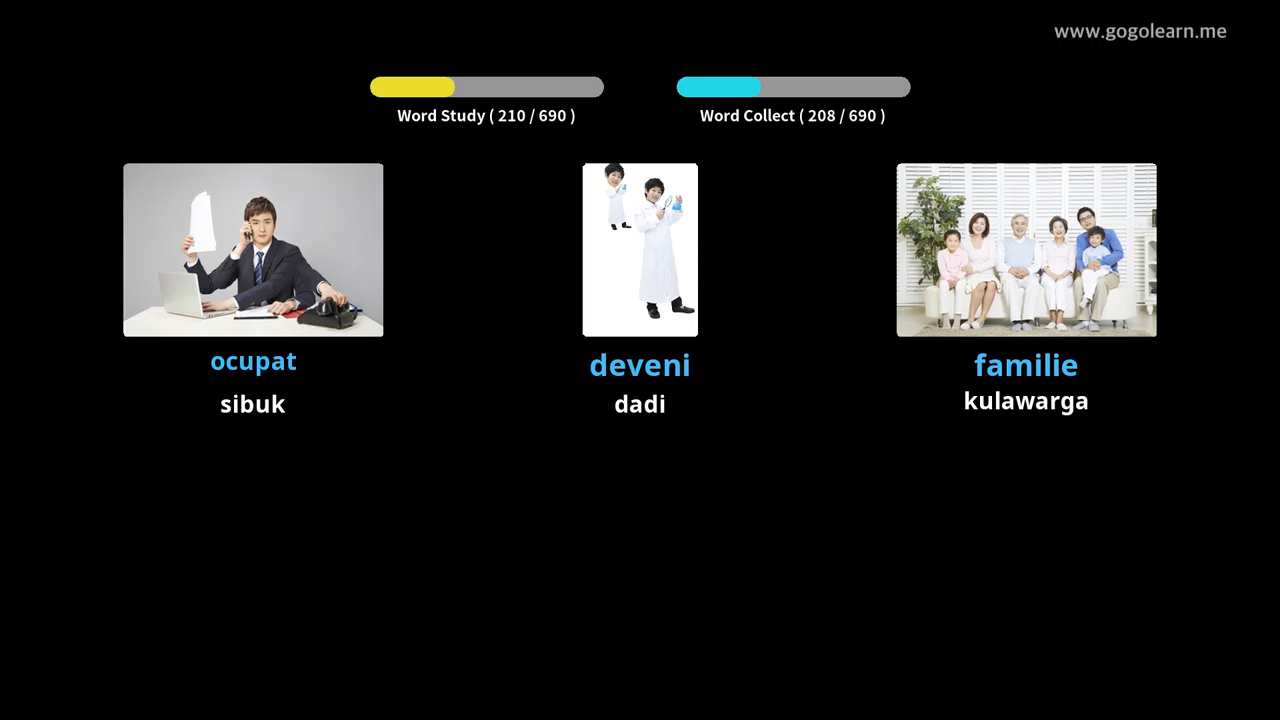 www.gogolearn.me
Word Study ( 210 / 690 )
Word Collect ( 208 / 690 )
ocupat
sibuk
deveni
dadi
familie
kulawarga